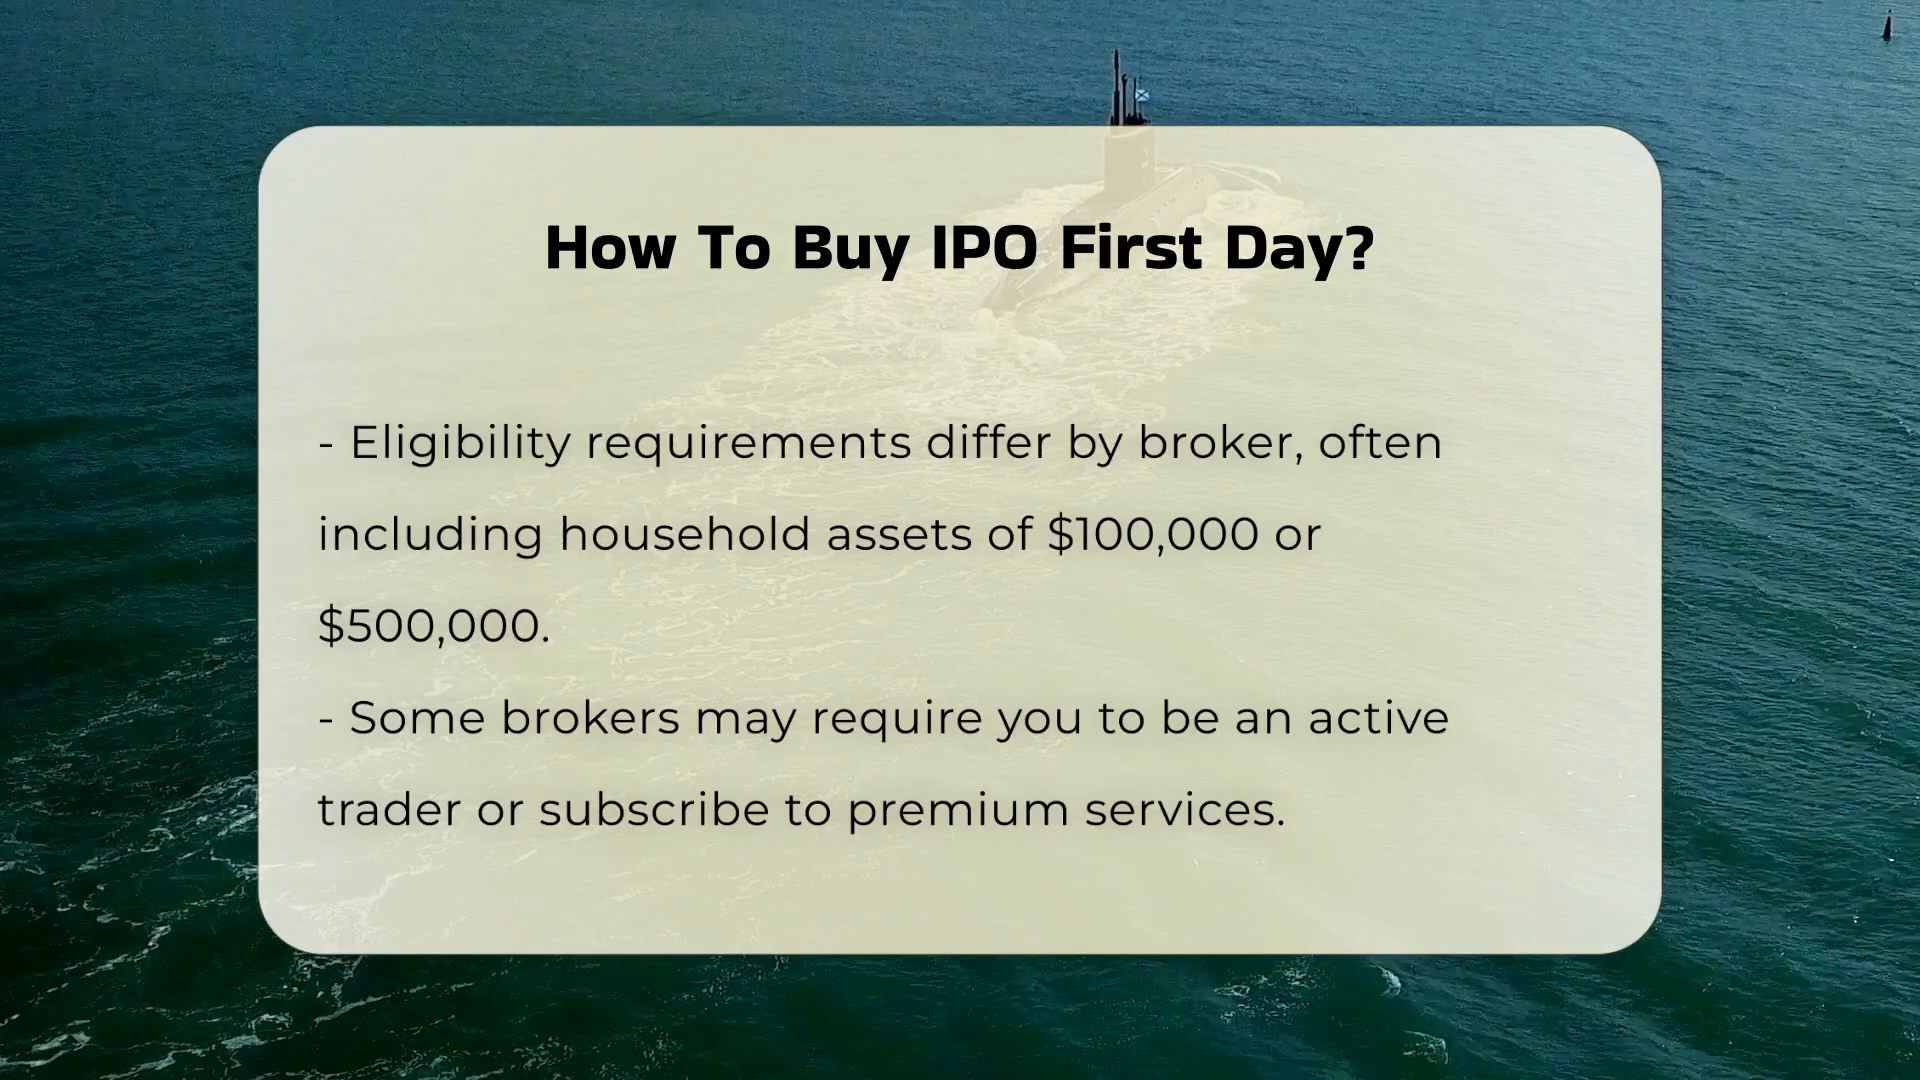 How To Buy IPO First Day?
- Eligibility requirements differ by broker, often
including household assets of $100,000 or
$500,000.
- Some brokers may require you to be an active
trader or subscribe to premium services.